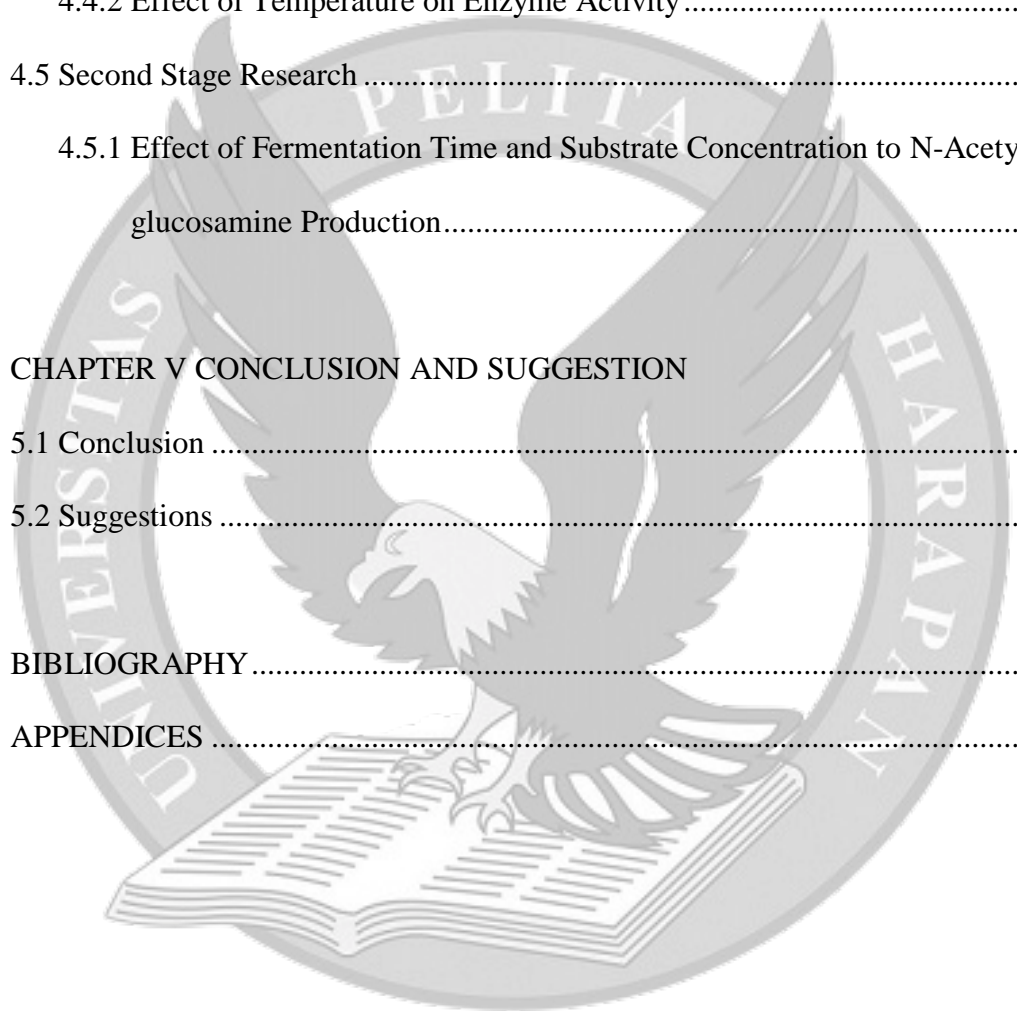 4.4.2 Effect of Temperature on Enzyme Activity................................................
4.5 Second Stage Research................................................................................
4.5.1 Effect of Fermentation Time and Substrate Concentration to N-Acety
glucosamine Production................................................................................
CHAPTER V CONCLUSION AND SUGGESTION
5.1 Conclusion................................................................................
5.2 Suggestions................................................................................
BIBLIOGRAPHY................................................................................
APPENDICES................................................................................
UNIVERSITAS PELITA HARAPAN